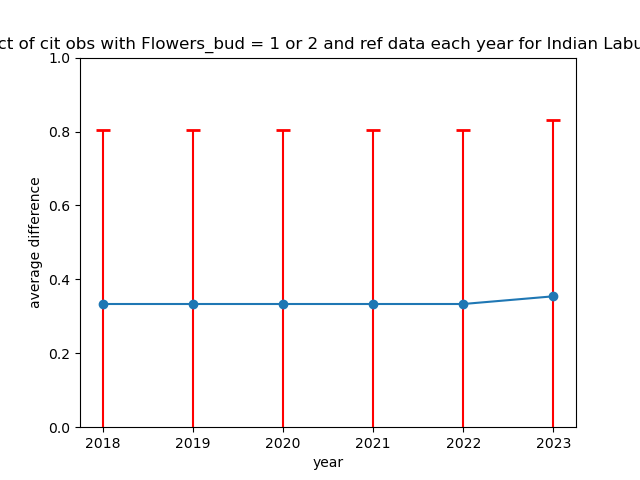 ct of cit obs with Flowers_bud = 1 or 2 and ref data each year for Indian Labu
1.0
0.8
0.6
0.4
0.2
0.0
average difference
2018 2019 2020 2021 2022 2023
year